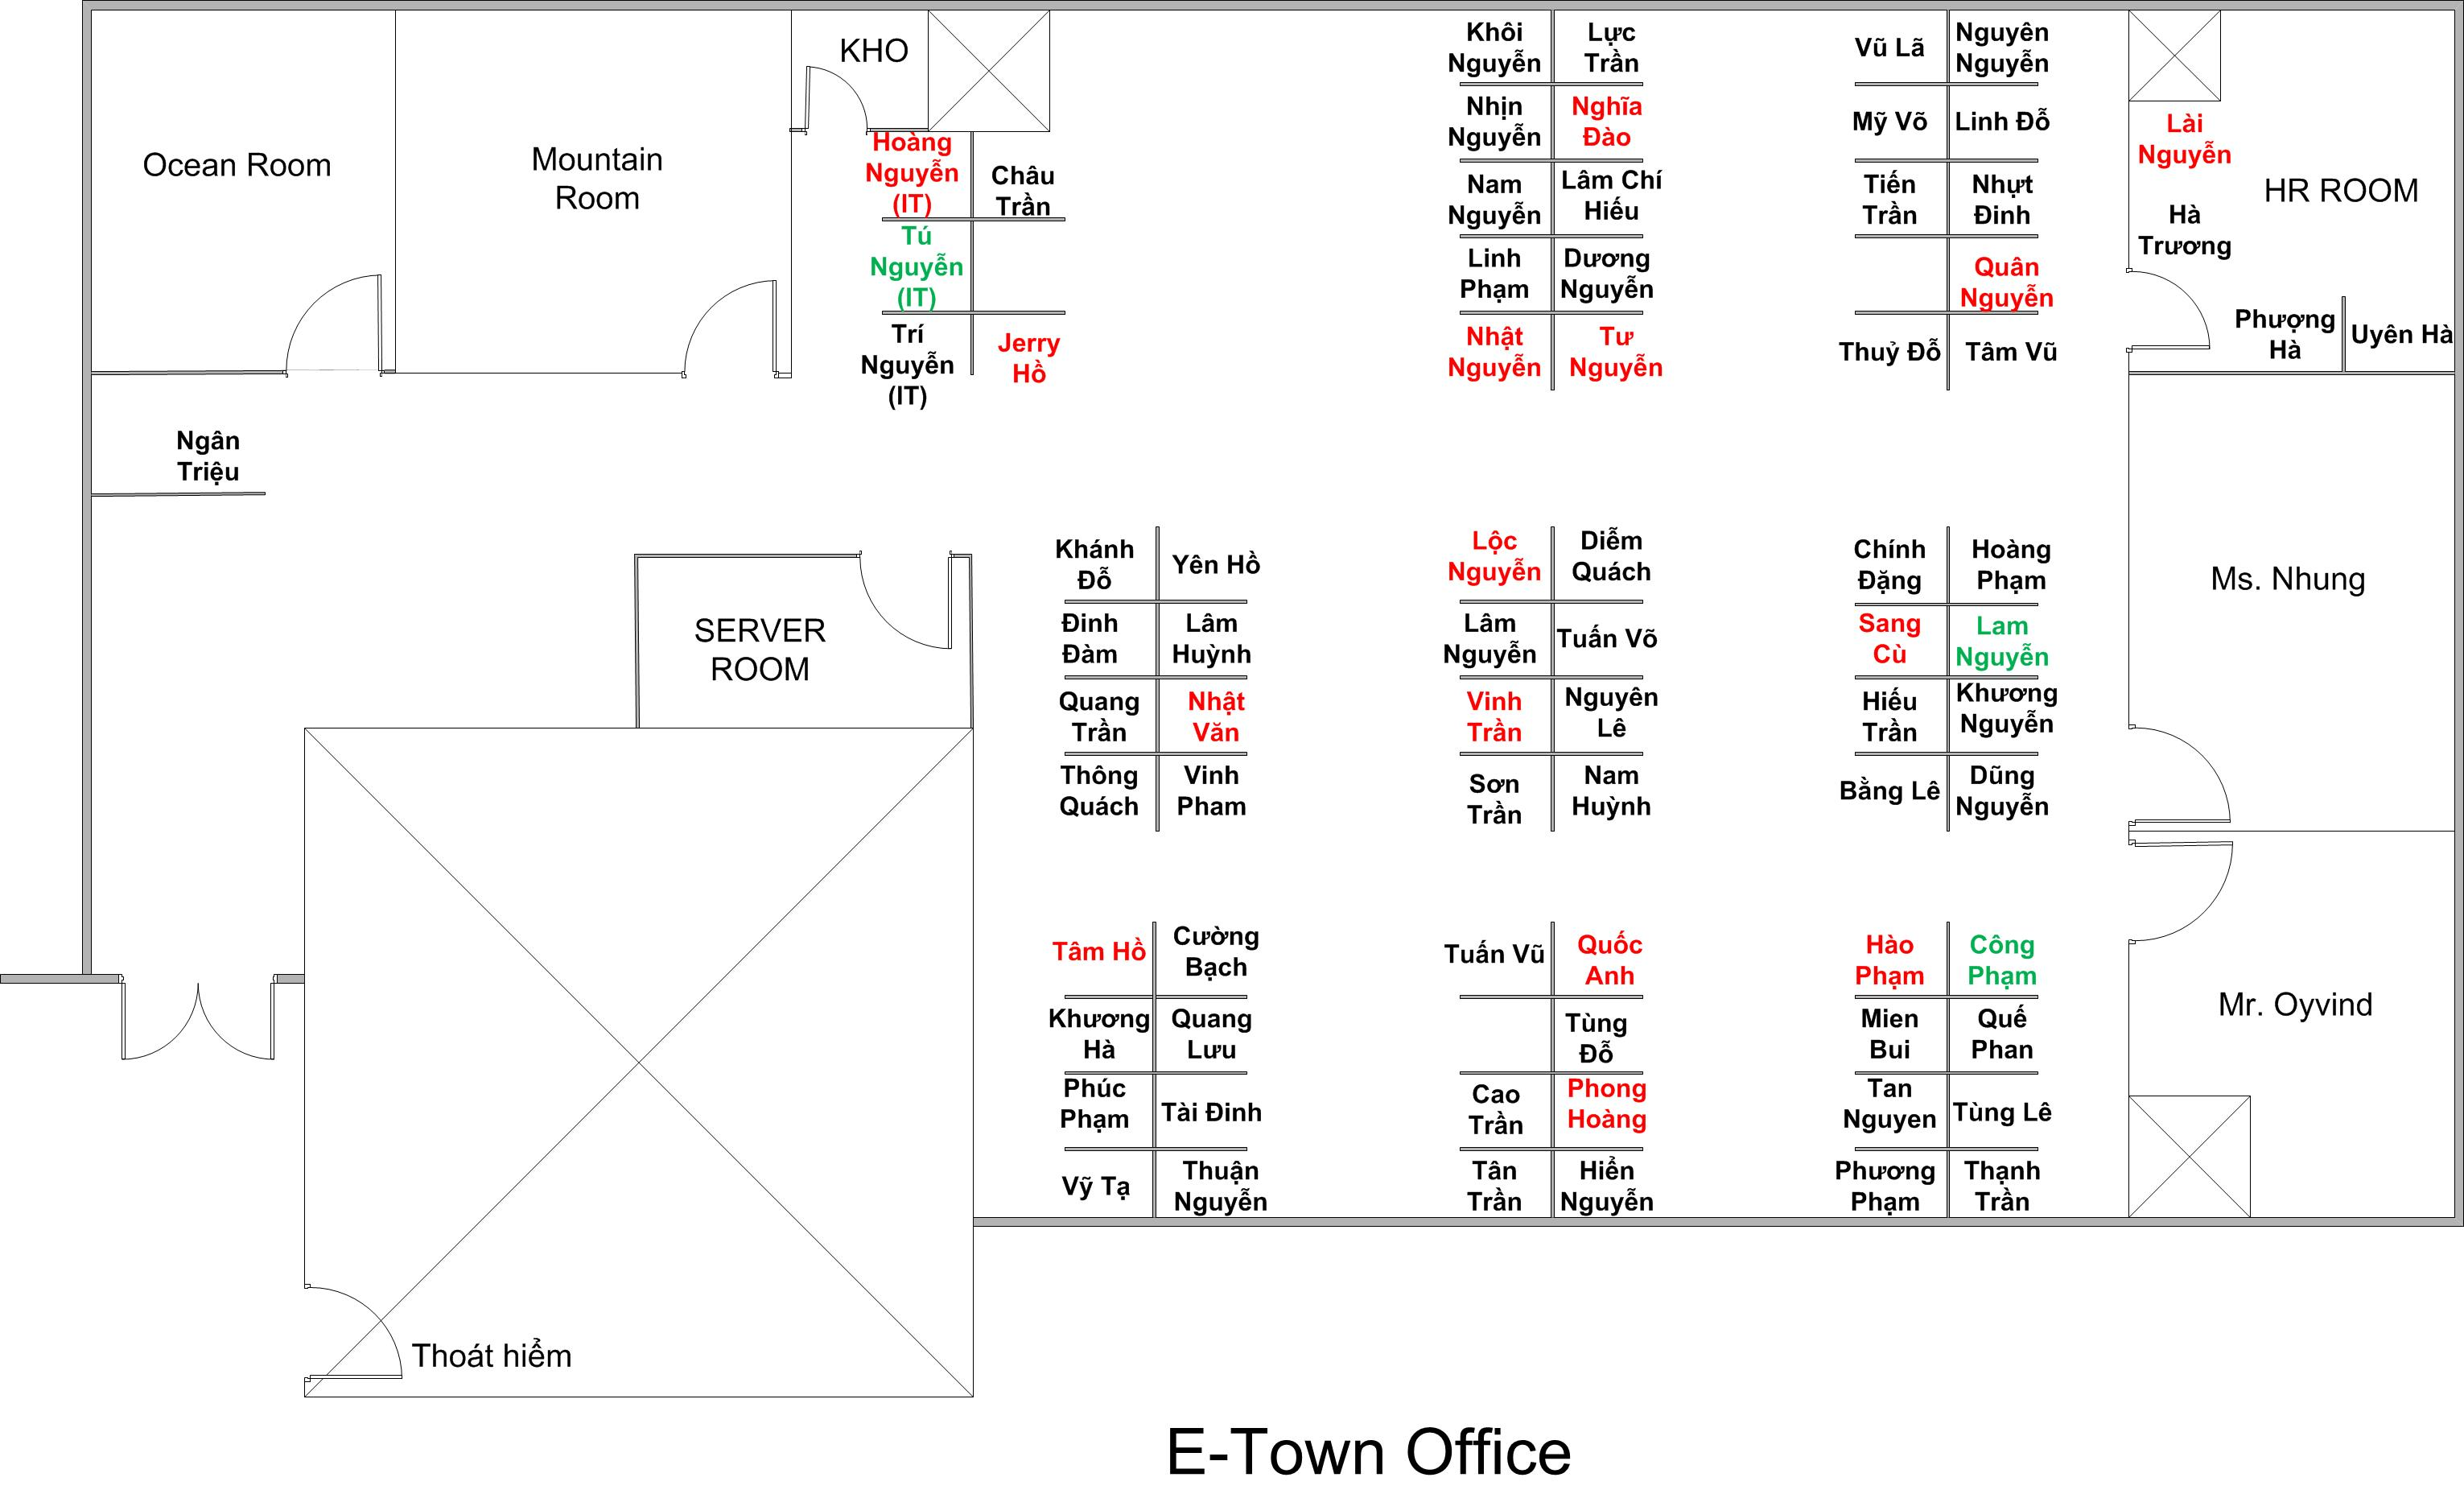 Ocean Room
Mountain
Room
KHO
Hoàng
Nguyễn
(IT)
Châu
Trần
Tú
Nguyễn
(IT)
Trí
Nguyễn
(IT)
Jerry
Hồ
Khôi
Nguyễn
Lực
Trần
Nhịn
Nguyễn
Nghĩa
Đào
Nam
Nguyễn
Lâm Chí
Hiếu
Linh
Phạm
Dương
Nguyễn
Nhật
Nguyễn
Tư
Nguyễn
Vũ Lã
Nguyên
Nguyễn
Mỹ Võ
Linh Đỗ
Tiến
Trần
Nhựt
Đinh
Quân
Nguyễn
Thuỷ Đỗ
Tâm Vũ
Lài
Nguyễn
Hà
Trương
HR ROOM
Phượng
Hà
Uyên Hà
Ngân
Triệu
SERVER
ROOM
Khánh
Đỗ
Yên Hồ
Đinh
Đàm
Lâm
Huỳnh
Quang
Trần
Nhật
Văn
Thông
Quách
Vinh
Pham
Lộc
Nguyễn
Diễm
Quách
Lâm
Nguyễn
Tuấn Võ
Vinh
Trần
Nguyên
Lê
Sơn
Trần
Nam
Huỳnh
Chính
Đặng
Hoàng
Phạm
Sang
Cù
Lam
Nguyễn
Hiếu
Trần
Khương
Nguyễn
Bằng Lê
Dũng
Nguyễn
Ms. Nhung
Tâm Hồ
Cường
Bạch
Khương
Hà
Quang
Lưu
Phúc
Phạm
Tài Đinh
Vỹ Tạ
Thuận
Nguyễn
Tuấn Vũ
Quốc
Anh
Tùng
Đỗ
Cao
Trần
Phong
Hoàng
Tân
Trần
Hiển
Nguyễn
Hào
Phạm
Công
Phạm
Mien
Bui
Quế
Phan
Tan
Nguyen
Tùng Lê
Phương
Phạm
Thạnh
Trần
Mr. Oyvind
Thoát hiểm
E-Town Office